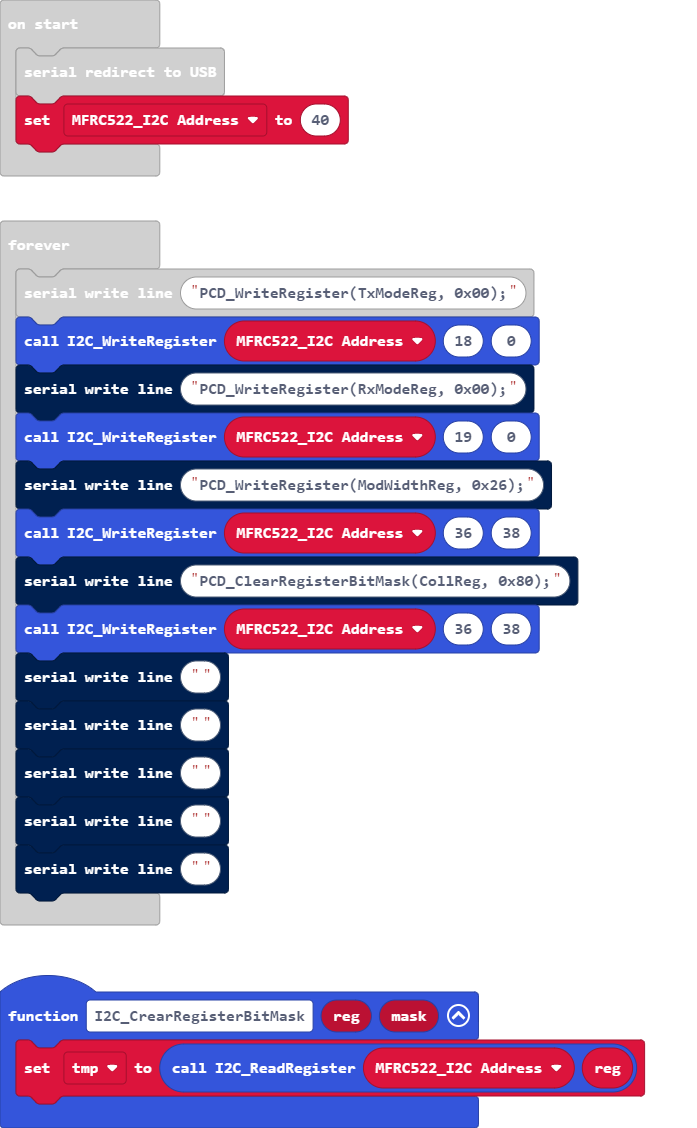 on start
serial redirect to USB
set MFRC522_I2C Address to 40
forever
serial write line "PCD_WriteRegister(TxModeReg, 0x00);"
call I2C_WriteRegister MFRC522_I2C Address 18 0
serial write line "PCD_WriteRegister(RxModeReg, 0x00);"
call I2C_WriteRegister MFRC522_I2C Address 19 0
serial write line "PCD_WriteRegister(ModWidthReg, 0x26);"
call I2C_WriteRegister MFRC522_I2C Address 36 38
serial write line "PCD_ClearRegisterBitMask(CollReg, 0x80);"
call I2C_WriteRegister MFRC522_I2C Address 36 38
serial write line " "
serial write line " "
serial write line " "
serial write line " "
serial write line " "
function I2C_CrearRegisterBitMask reg mask
set tmp to call I2C_ReadRegister MFRC522_I2C Address reg